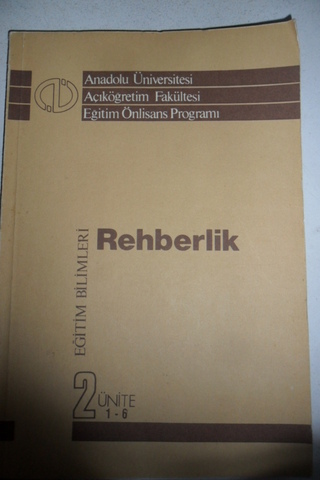 Anadolu Üniversitesi
Açıköğretim Fakültesi
Eğitim Önlisans Programı
Rehberlik
EĞİTİM BİLİMLERİ
2 ÜNİTE
1 - 6